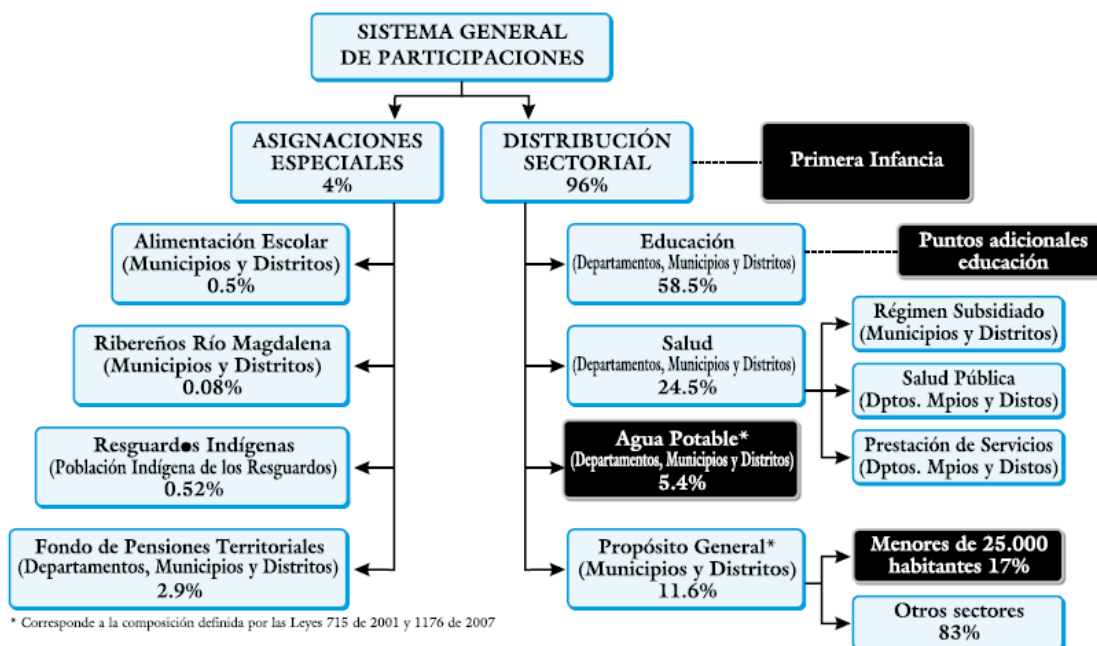 SISTEMA GENERAL
DE PARTICIPACIONES
ASIGNACIONES
ESPECIALES
4%
DISTRIBUCIÓN
SECTORIAL
96%
Primera Infancia
Alimentación Escolar
(Municipios y Distritos)
0.5%
Ribereños Río Magdalena
(Municipios y Distritos)
0.08%
Resguardos Indígenas
(Población Indígena de los Resguardos)
0.52%
Fondo de Pensiones Territoriales
(Departamentos, Municipios y Distritos)
2.9%
Educación
(Departamentos, Municipios y Distritos)
58.5%
Puntos adicionales
educación
Salud
(Departamentos, Municipios y Distritos)
24.5%
Régimen Subsidiado
(Municipios y Distritos)
Salud Pública
(Dptos. Mpios y Distos)
Prestación de Servicios
(Dptos. Mpios y Distos)
Agua Potable*
(Departamentos, Municipios y Distritos)
5.4%
Propósito General*
(Municipios y Distritos)
11.6%
Menores de 25.000
habitantes 17%
Otros sectores
83%
* Corresponde a la composición definida por las Leyes 715 de 2001 y 1176 de 2007